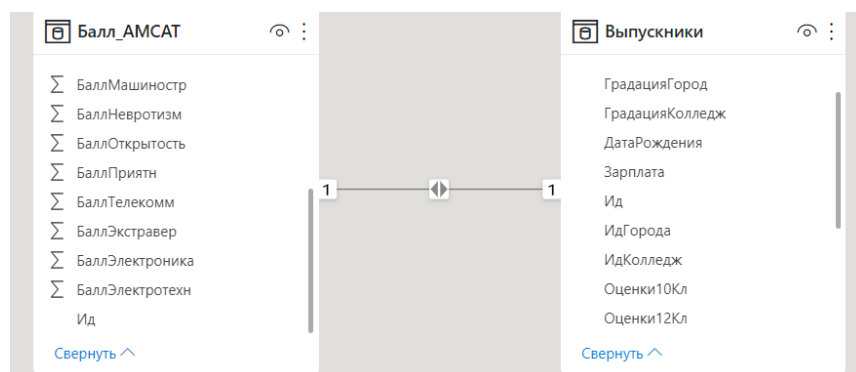 Балл_AMCAT
БаллМашиностр
БаллНевротизм
БаллОткрытость
БаллПриятн
БаллТелекомм
БаллЭкстравер
БаллЭлектроника
БаллЭлектротехн
Ид
Свернуть
1
1
Выпускники
ГрадацияГород
ГрадацияКолледж
ДатаРождения
Зарплата
Ид
ИдГорода
ИдКолледж
Оценки10Кл
Оценки12Кл
Свернуть